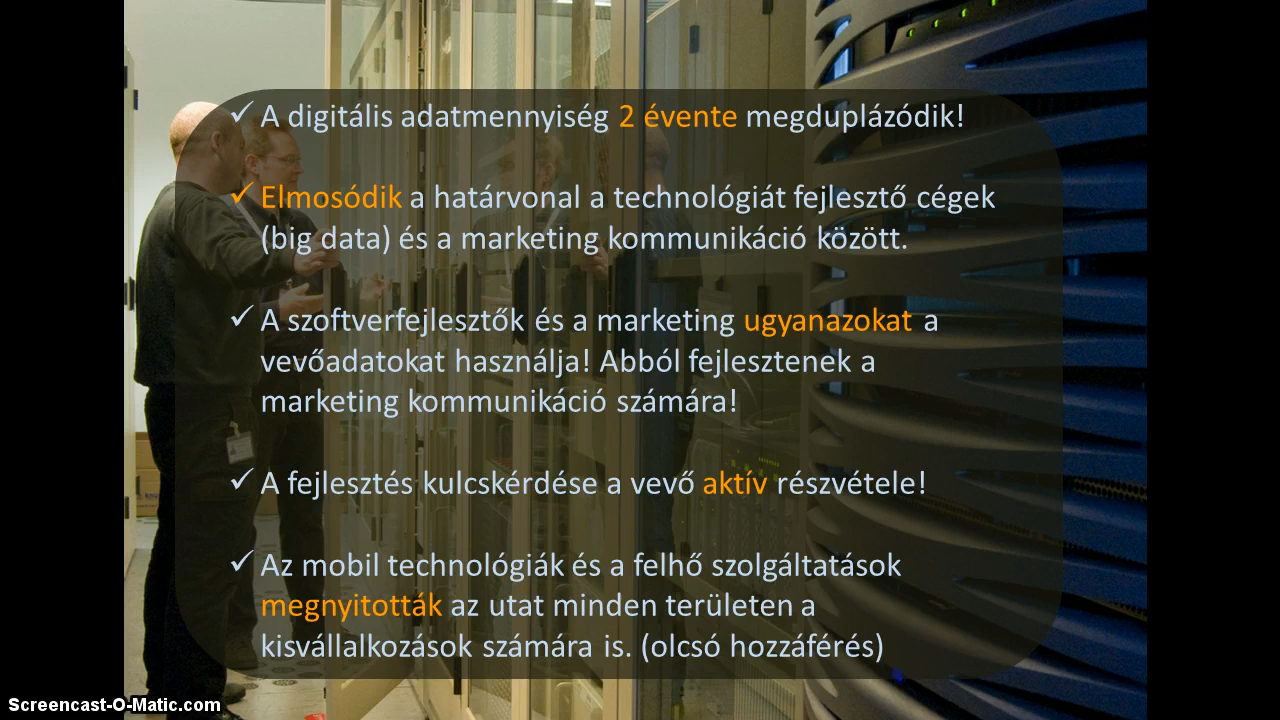 ✓ A digitális adatmennyiség 2 évente megduplázódik!
✓ Elmosódik a határvonal a technológiát fejlesztő cégek
(big data) és a marketing kommunikáció között.
✓ A szoftverfejlesztők és a marketing ugyanazokat a
vevőadatokat használja! Abból fejlesztenek a
marketing kommunikáció számára!
✓ A fejlesztés kulcskérdése a vevő aktív részvétele!
✓ Az mobil technológiák és a felhő szolgáltatások
megnyitották az utat minden területen a
kisvállalkozások számára is. (olcsó hozzáférés)
Screencast-O-Matic.com